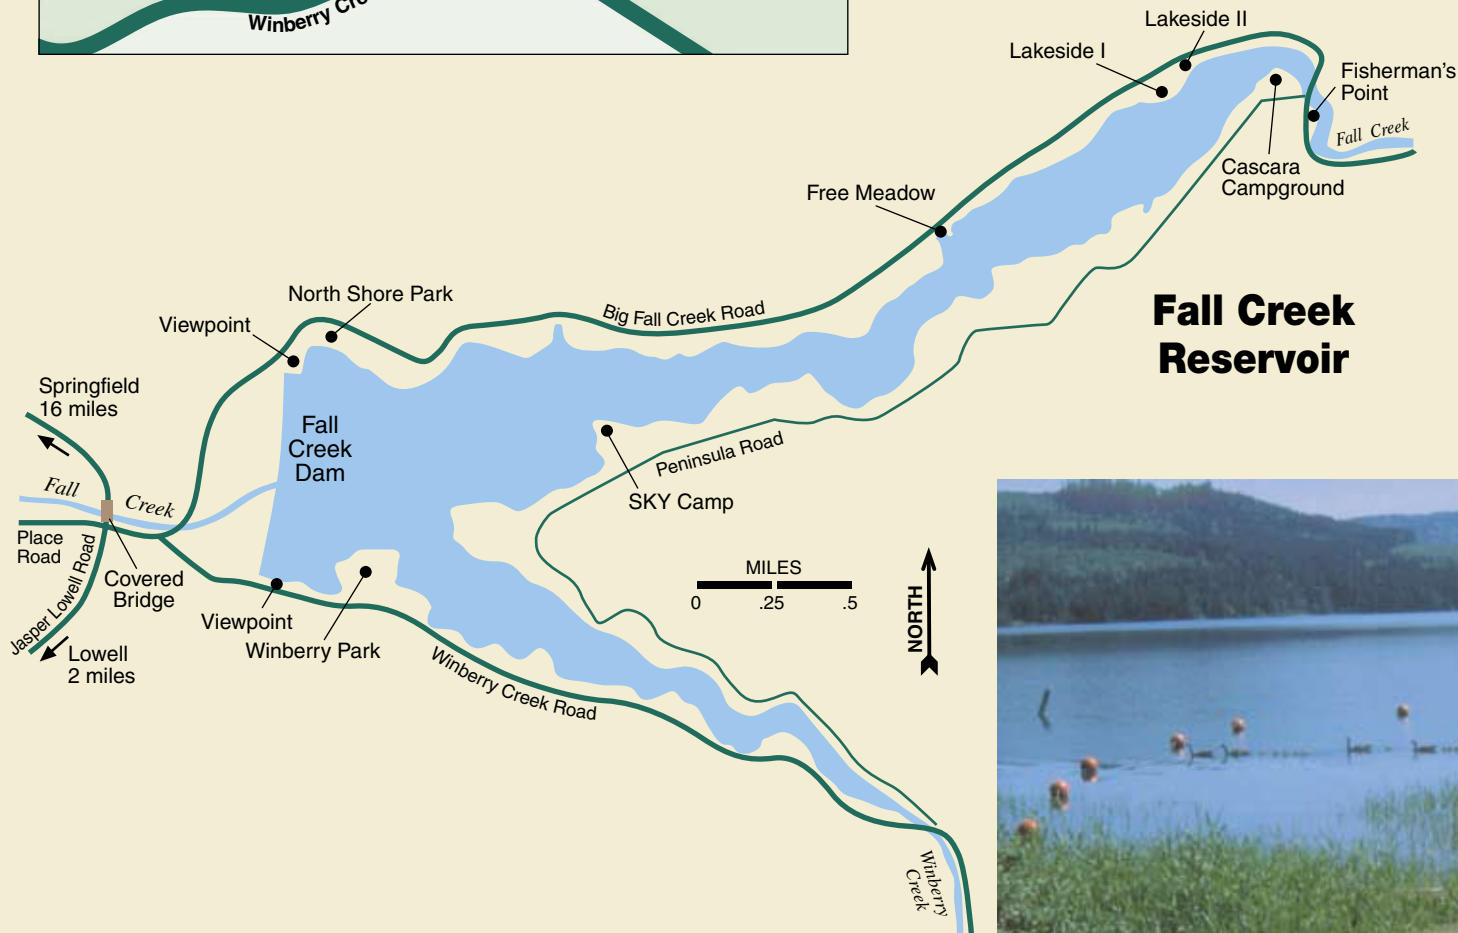 Winberry Cre
Lakeside II
Lakeside I
Fisherman's
Point
Fall Creek
Cascara
Campground
Free Meadow
North Shore Park
Big Fall Creek Road
Viewpoint
Fall Creek
Reservoir
Springfield
16 miles
Fall
Creek
Dam
Peninsula Road
SKY Camp
Fall Creek
Place
Road
Jasper Lowell Road
Covered
Bridge
Viewpoint
Winberry Park
Lowell
2 miles
MILES
0 .25 .5
NORTH
Winberry Creek Road
Winberry
Creek